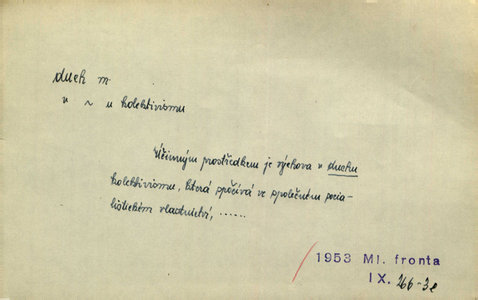 duch m
v ~ u kolektivismu
Účinným prostředkem je výchova v duchu
kolektivismu, která spočívá ve společném socia-
listickém vlastnictví, ......
1953 Ml. fronta
IX. 266-3e